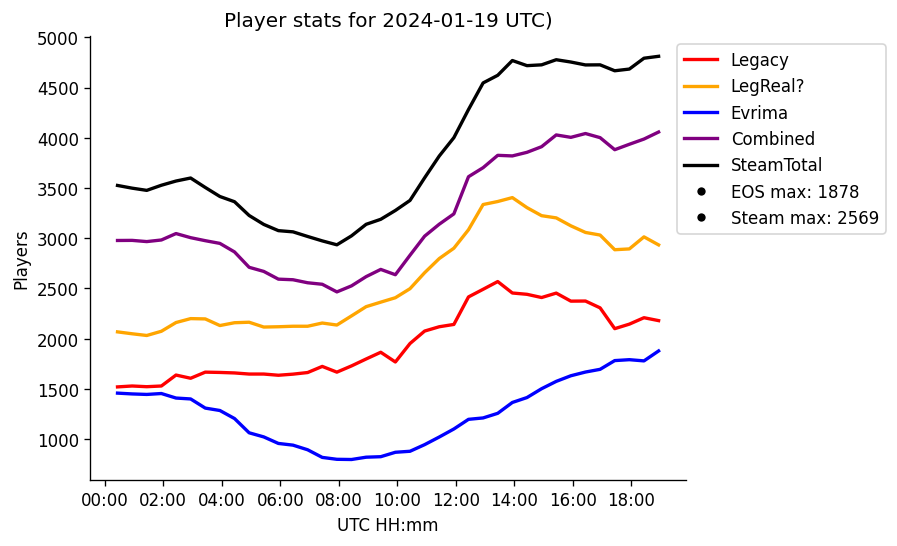 Player stats for 2024-01-19 UTC)
Players
5000
4500
4000
3500
3000
2500
2000
1500
1000
00:00 02:00 04:00 06:00 08:00 10:00 12:00 14:00 16:00 18:00
UTC HH:mm
Legacy
LegReal?
Evrima
Combined
SteamTotal
EOS max: 1878
Steam max: 2569